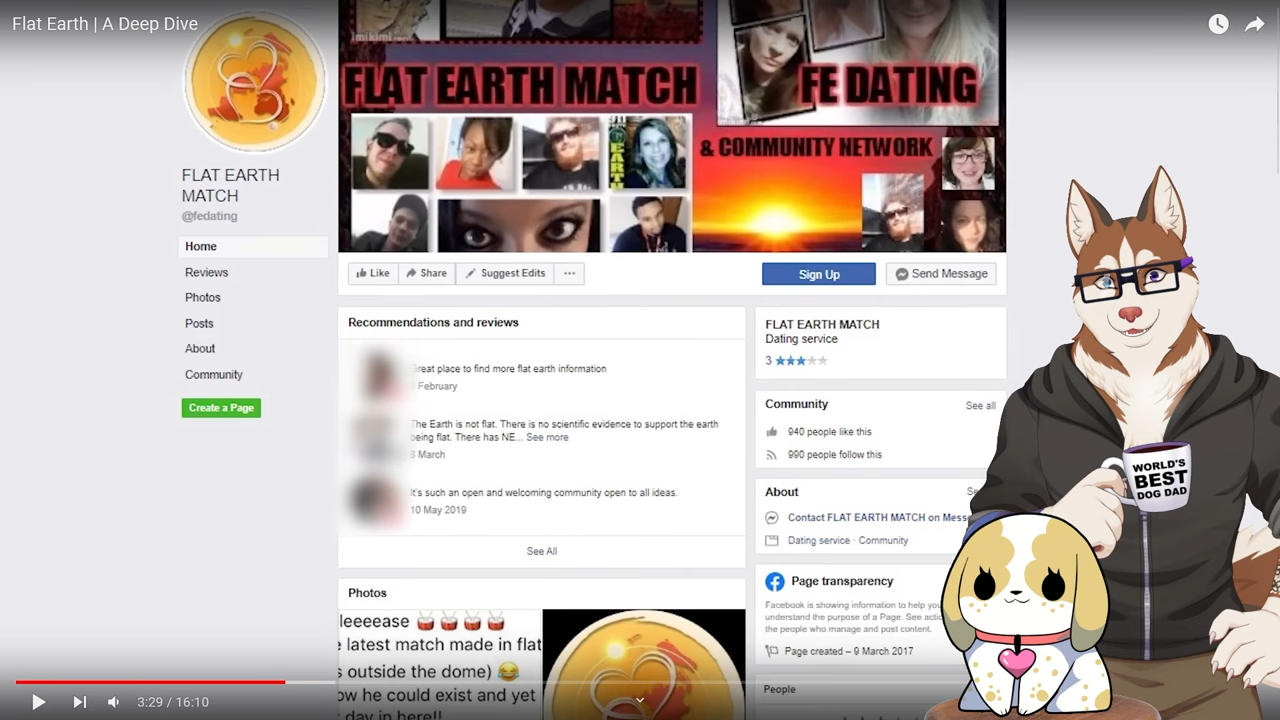 Flat Earth | A Deep Dive
imikimi
FLAT EARTH MATCH
FE DATING
& COMMUNITY NETWORK
EARTH
FLAT EARTH
MATCH
@fedating
Home
Reviews
Photos
Posts
About
Community
Create a Page
Like
Share
Suggest Edits
Sign Up
Send Message
Recommendations and reviews
reat place to find more flat earth information
February
The Earth is not flat. There is no scientific evidence to support the earth
being flat. There has NE... See more
3 March
It's such an open and welcoming community open to all ideas.
10 May 2019
See All
Photos
leeeease
latest match made in flat
s outside the dome)
ow he could exist and yet
day in here!!
FLAT EARTH MATCH
Dating service
3
Community
See all
940 people like this
990 people follow this
About
Contact FLAT EARTH MATCH on Mess
Dating service · Community
Page transparency
Facebook is showing information to help you
understand the purpose of a Page. See actio
the people who manage and post content.
Page created – 9 March 2017
People
WORLD'S
BEST
DOG DAD
3:29 / 16:10